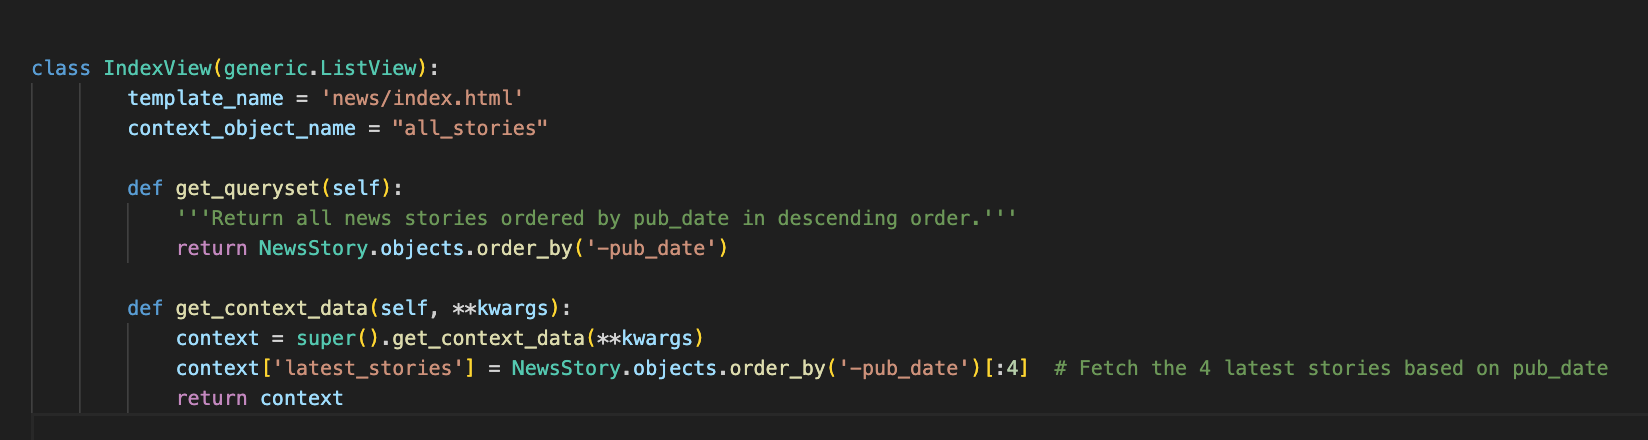 class IndexView(generic.ListView):
        template_name = 'news/index.html'
        context_object_name = "all_stories"

        def get_queryset(self):
            '''Return all news stories ordered by pub_date in descending order.'''
            return NewsStory.objects.order_by('-pub_date')

        def get_context_data(self, **kwargs):
            context = super().get_context_data(**kwargs)
            context['latest_stories'] = NewsStory.objects.order_by('-pub_date')[:4]  # Fetch the 4 latest stories based on pub_date
            return context